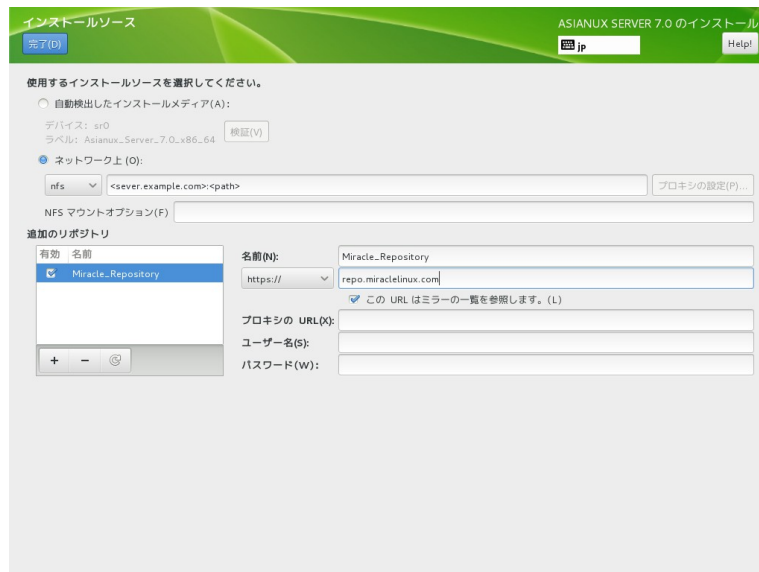 インストールソース
ASIANUX SERVER 7.0 のインストール
完了(D)
jp
Help!
使用するインストールソースを選択してください。
自動検出したインストールメディア(A):
デバイス: sr0
ラベル: Asianux_Server_7.0_x86_64
検証(V)
ネットワーク上(O):
nfs
<sever.example.com>:<path>
プロキシの設定(P)...
NFS マウントオプション(F)
追加のリポジトリ
有効 名前
Miracle_Repository
名前(N):
Miracle_Repository
https://
repo.miraclelinux.com
この URL はミラーの一覧を参照します。(L)
プロキシの URL(X):
ユーザー名(S):
パスワード(W):